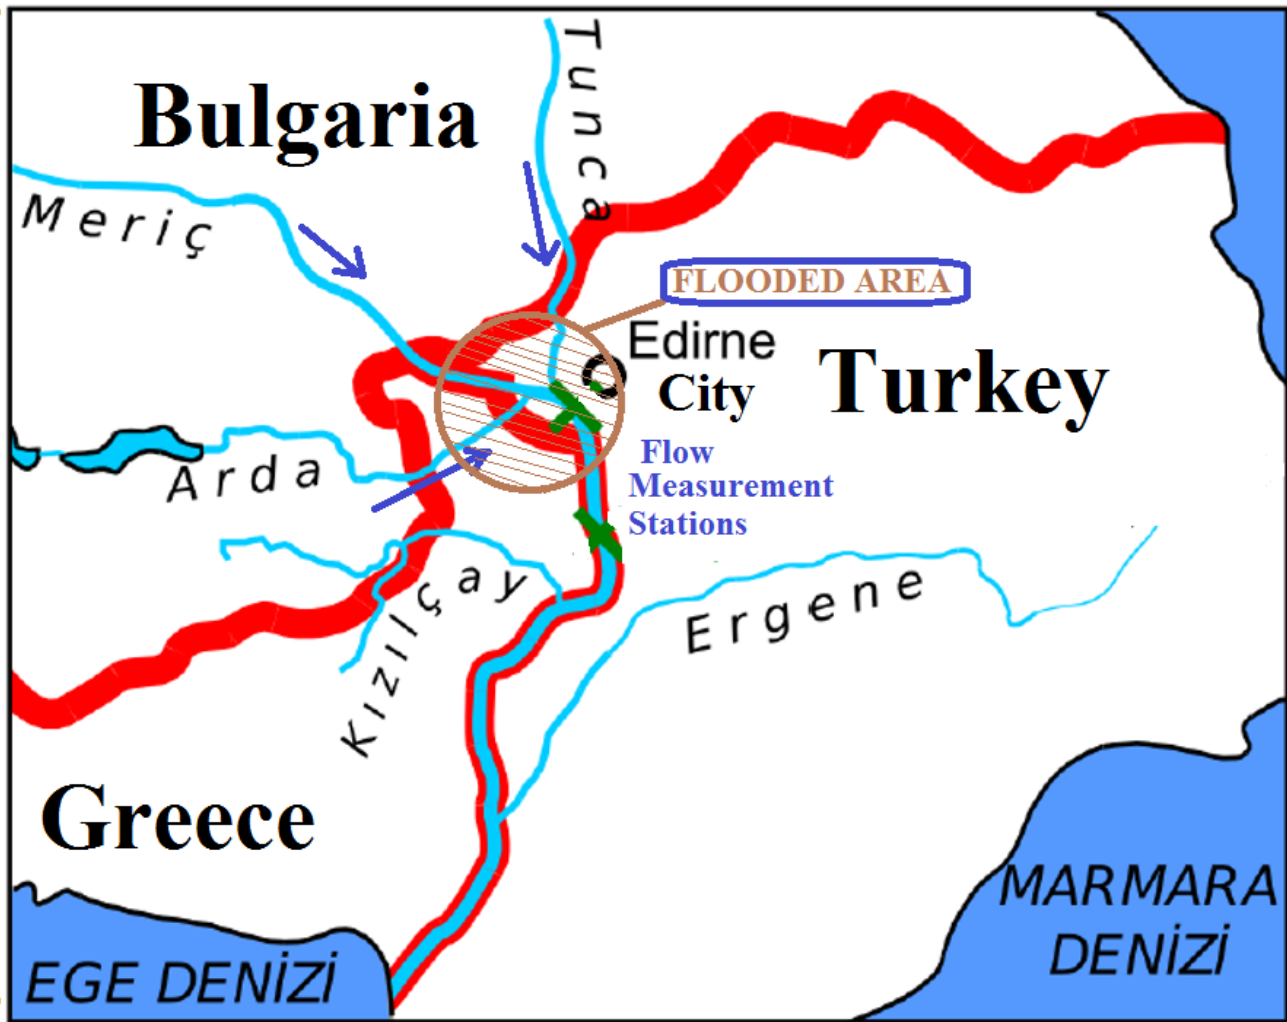 Tunca
Bulgaria
Meriç
FLOODED AREA
Edirne
City
Turkey
Arda
Flow
Measurement
Stations
Kızılçay
Ergene
Greece
MARMARA
DENİZİ
EGE DENİZİ